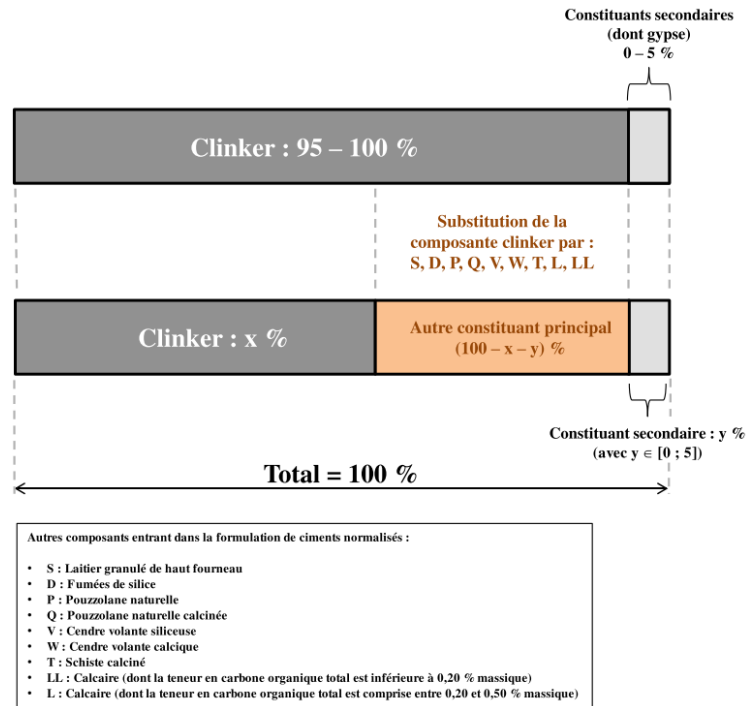 Constituants secondaires
(dont gypse)
0 – 5 %
Clinker : 95 – 100 %
Substitution de la
composante clinker par :
S, D, P, Q, V, W, T, L, LL
Clinker : x %
Autre constituant principal
(100 – x – y) %
Constituant secondaire : y %
(avec y ∈ [0 ; 5])
Total = 100 %
Autres composants entrant dans la formulation de ciments normalisés :
• S : Laitier granulé de haut fourneau
• D : Fumées de silice
• P : Pouzzolane naturelle
• Q : Pouzzolane naturelle calcinée
• V : Cendre volante siliceuse
• W : Cendre volante calcique
• T : Schiste calciné
• LL : Calcaire (dont la teneur en carbone organique total est inférieure à 0,20 % massique)
• L : Calcaire (dont la teneur en carbone organique total est comprise entre 0,20 et 0,50 % massique)